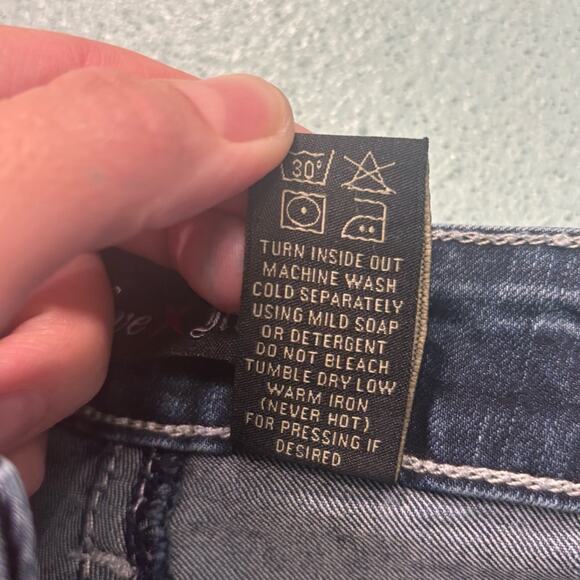 30°
TURN INSIDE OUT
MACHINE WASH
COLD SEPARATELY
USING MILD SOAP
OR DETERGENT
DO NOT BLEACH
TUMBLE DRY LOW
WARM IRON
(NEVER HOT)
FOR PRESSING IF
DESIRED